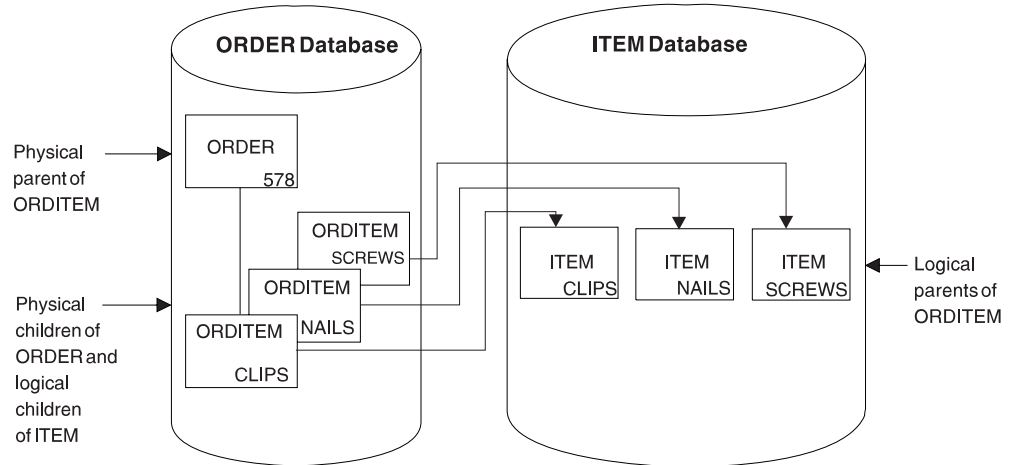 ORDER Database
ITEM Database
Physical
parent of
ORDITEM
ORDER
578
ORDITEM
SCREWS
ORDITEM
NAILS
ORDITEM
CLIPS
Physical
children of
ORDER and
logical
children
of ITEM
ITEM
CLIPS
ITEM
NAILS
ITEM
SCREWS
Logical
parents of
ORDITEM